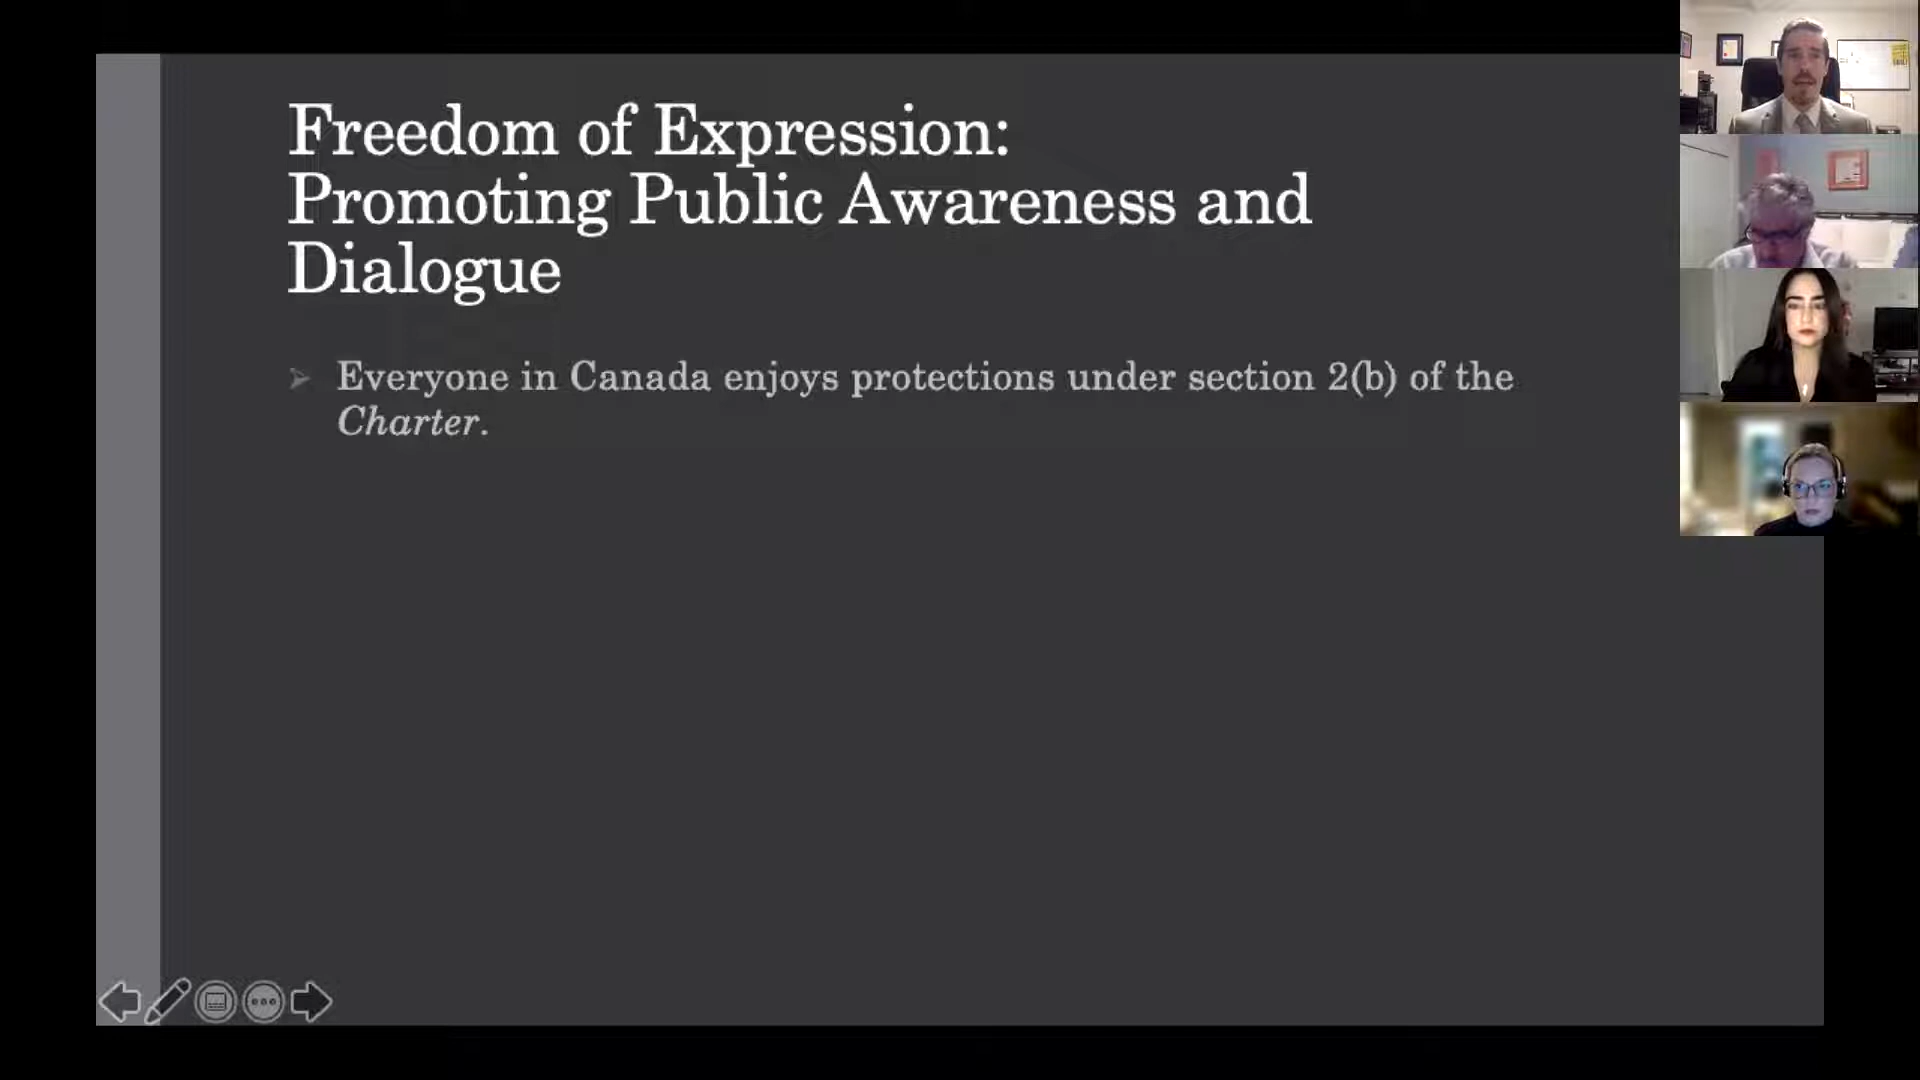 Freedom of Expression:
Promoting Public Awareness and
Dialogue
Everyone in Canada enjoys protections under section 2(b) of the
Charter.